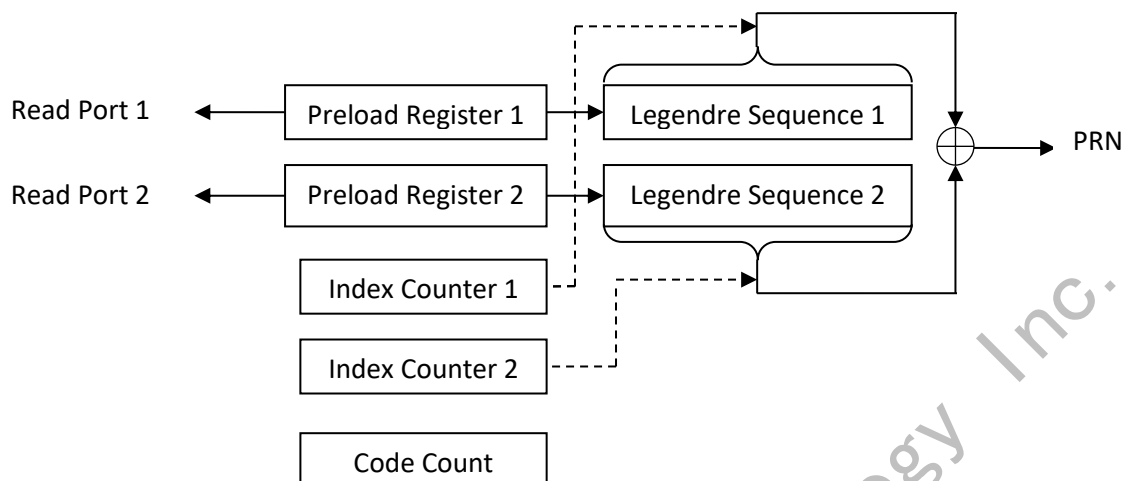 Read Port 1
Preload Register 1
Legendre Sequence 1
PRN
Read Port 2
Preload Register 2
Legendre Sequence 2
Index Counter 1
Index Counter 2
Code Count
Inc.